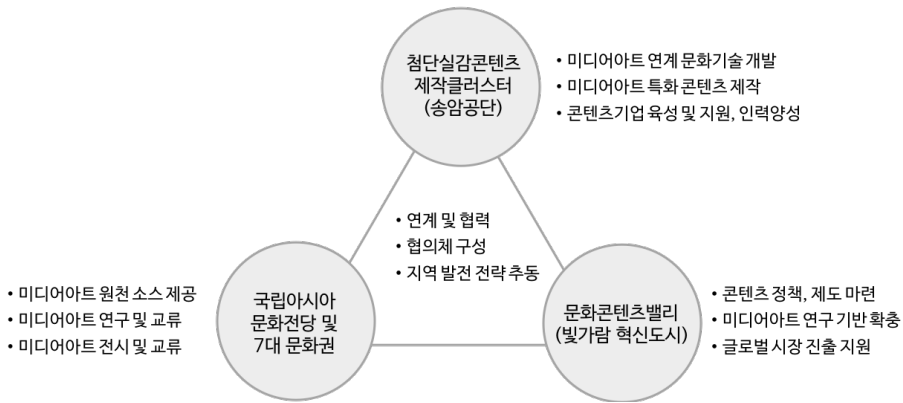 첨단실감콘텐츠
제작클러스터
(송암공단)
• 미디어아트 연계 문화기술 개발
• 미디어아트 특화 콘텐츠 제작
• 콘텐츠기업 육성 및 지원, 인력양성
• 연계 및 협력
• 협의체 구성
• 지역 발전 전략 추동
• 미디어아트 원천 소스 제공
• 미디어아트 연구 및 교류
• 미디어아트 전시 및 교류
국립아시아
문화전당 및
7대 문화권
문화콘텐츠밸리
(빛가람 혁신도시)
• 콘텐츠 정책, 제도 마련
• 미디어아트 연구 기반 확충
• 글로벌 시장 진출 지원